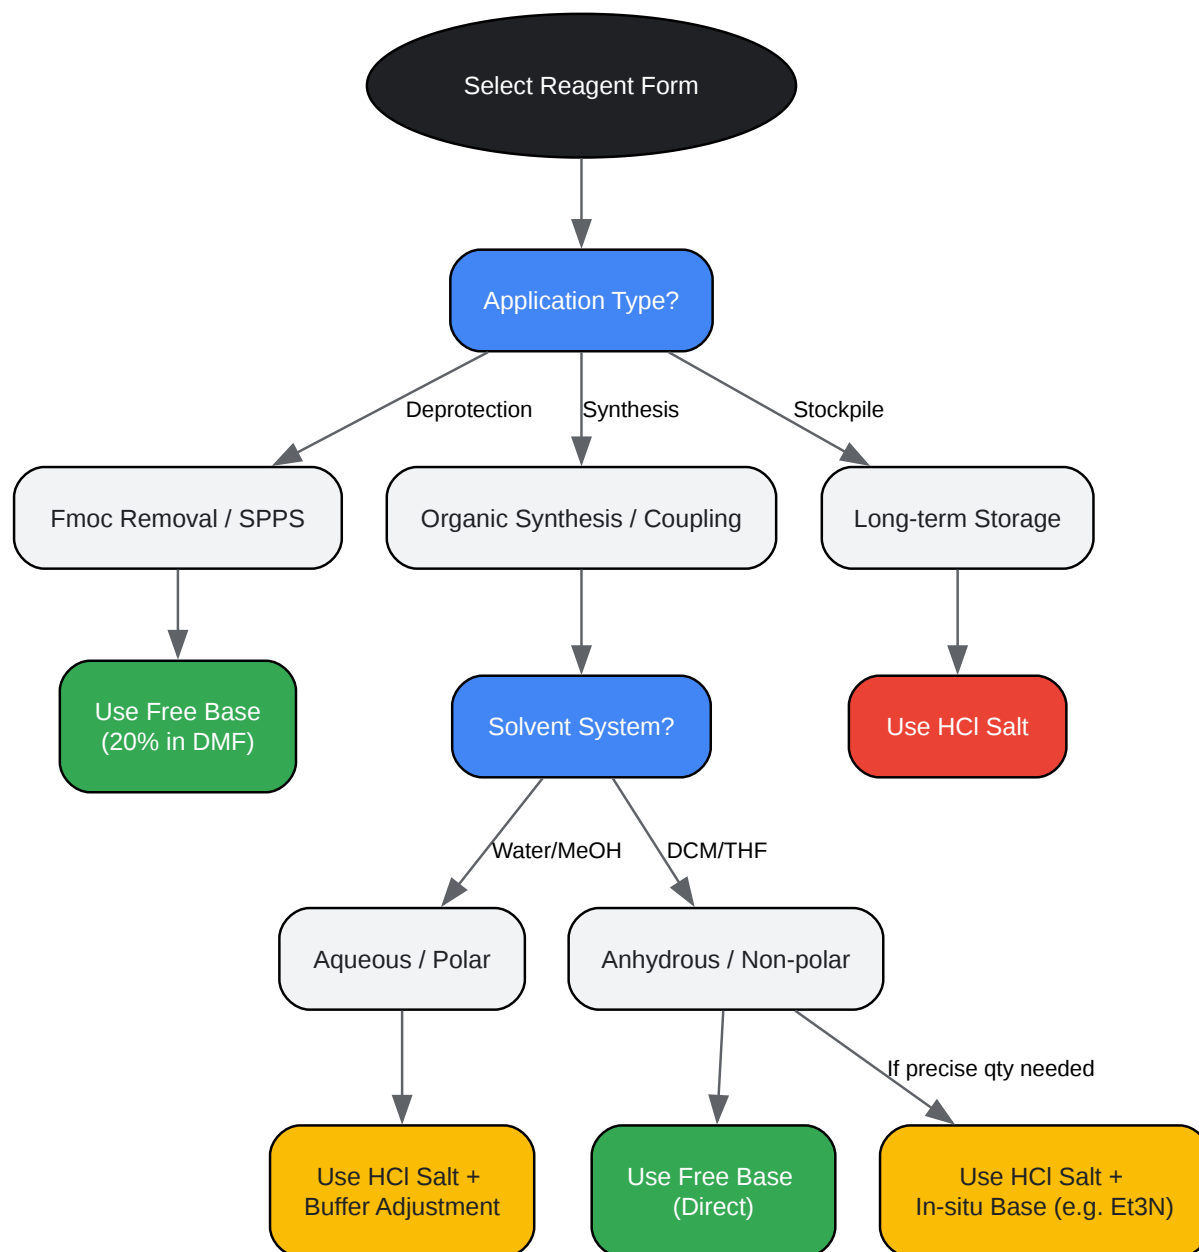 Select Reagent Form
Application Type?
Deprotection
Synthesis
Stockpile
Fmoc Removal / SPPS
Organic Synthesis / Coupling
Long-term Storage
Use Free Base
(20% in DMF)
Solvent System?
Use HCl Salt
Water/MeOH
DCM/THF
Aqueous / Polar
Anhydrous / Non-polar
If precise qty needed
Use HCl Salt +
Buffer Adjustment
Use Free Base
(Direct)
Use HCl Salt +
In-situ Base (e.g. Et3N)